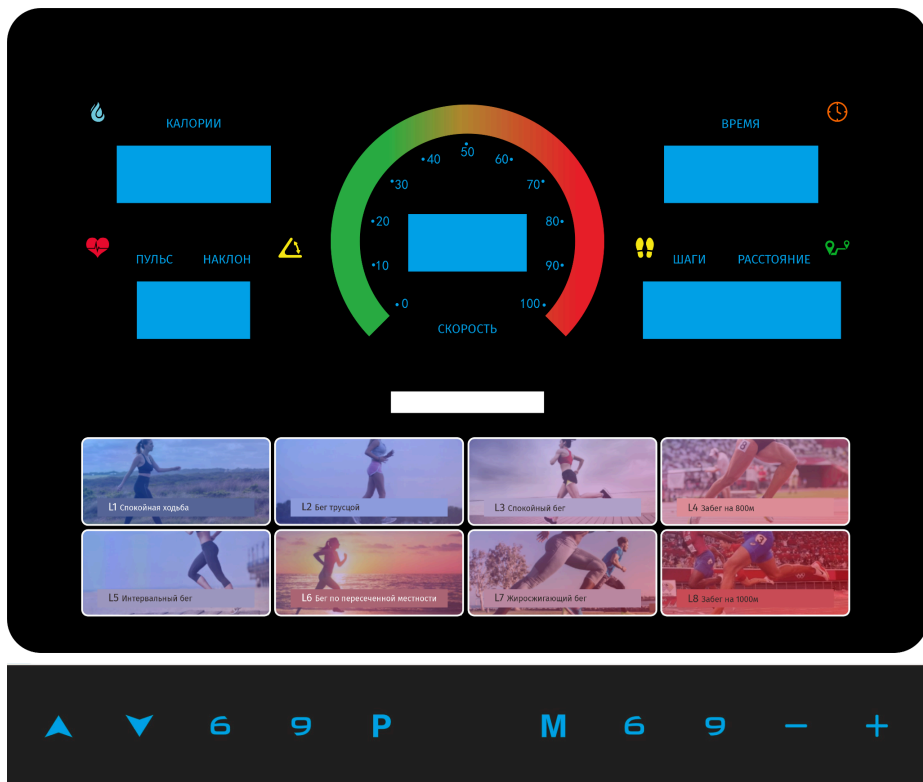 КАЛОРИИ
ВРЕМЯ
50
40
60
30
70
20
80
ПУЛЬС НАКЛОН
ШАГИ РАССТОЯНИЕ
10
90
0
100
СКОРОСТЬ
L1 Спокойная ходьба
L2 Бег трусцой
L3 Спокойный бег
L4 Забег на 800м
L5 Интервальный бег
L6 Бег по пересеченной местности
L7 Жиросжигающий бег
L8 Забег на 1000м
6 9 P M 6 9 − +